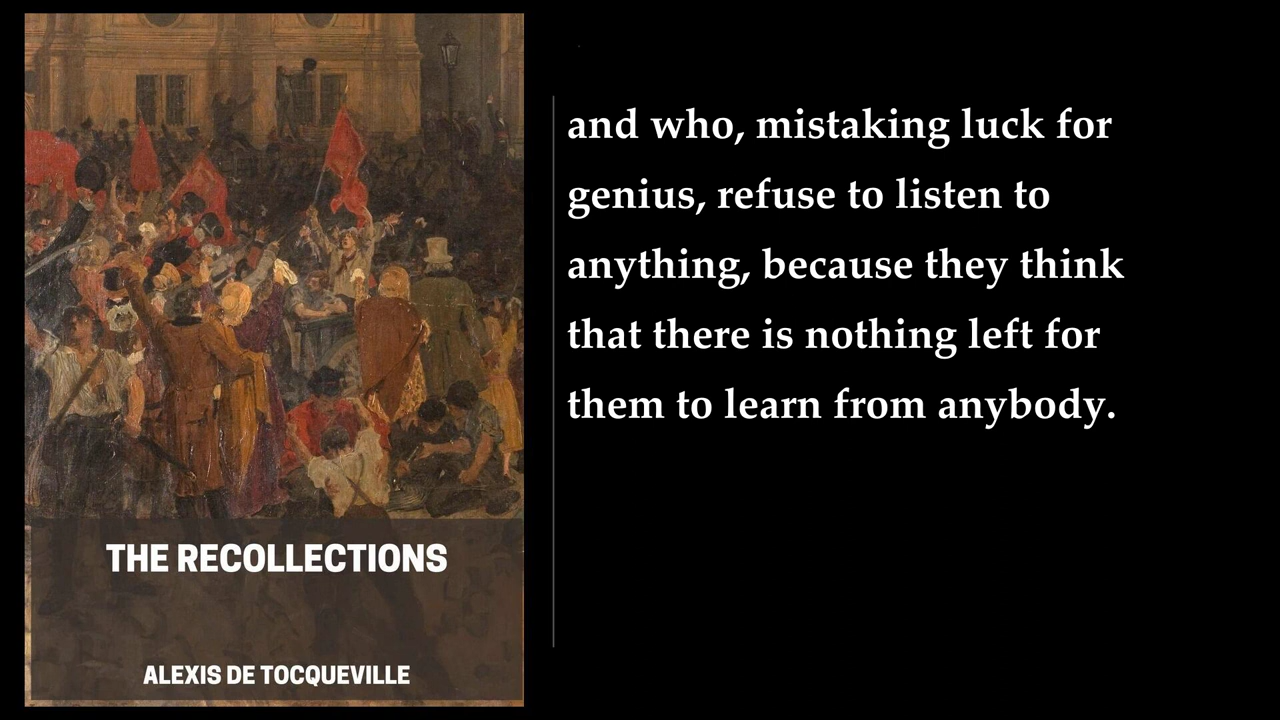 THE RECOLLECTIONS
ALEXIS DE TOCQUEVILLE
and who, mistaking luck for
genius, refuse to listen to
anything, because they think
that there is nothing left for
them to learn from anybody.